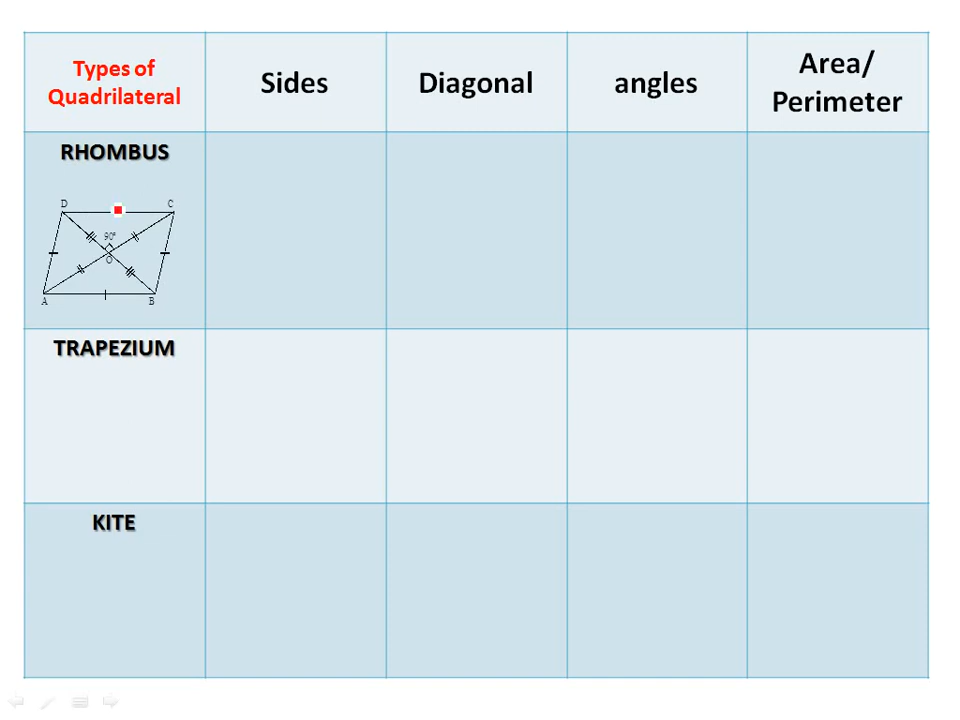 Types of
Quadrilateral
Sides
Diagonal
angles
Area/
Perimeter
RHOMBUS
D
C
90°
O
A
B
TRAPEZIUM
KITE